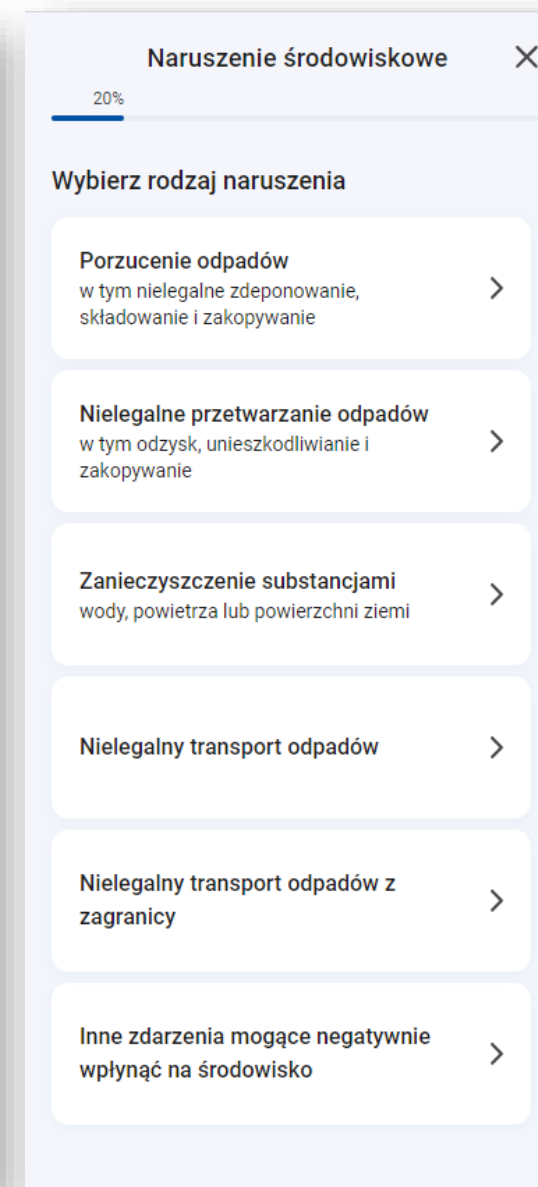 Naruszenie środowiskowe
20%
Wybierz rodzaj naruszenia
Porzucenie odpadów
w tym nielegalne zdeponowanie,
składowanie i zakopywanie
Nielegalne przetwarzanie odpadów
w tym odzysk, unieszkodliwianie i
zakopywanie
Zanieczyszczenie substancjami
wody, powietrza lub powierzchni ziemi
Nielegalny transport odpadów
Nielegalny transport odpadów z
zagranicy
Inne zdarzenia mogące negatywnie
wpłynąć na środowisko